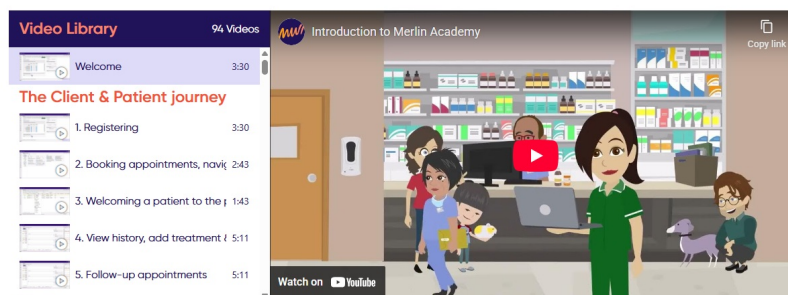 Video Library
94 Videos
Welcome
3:30
The Client & Patient journey
1. Registering
3:30
2. Booking appointments,
2:43
3. Welcoming a patient to the
1:43
4. View history, add treatment
5:11
5. Follow-up appointments
5:11
mw
Introduction to Merlin Academy
Copy link
Watch on YouTube